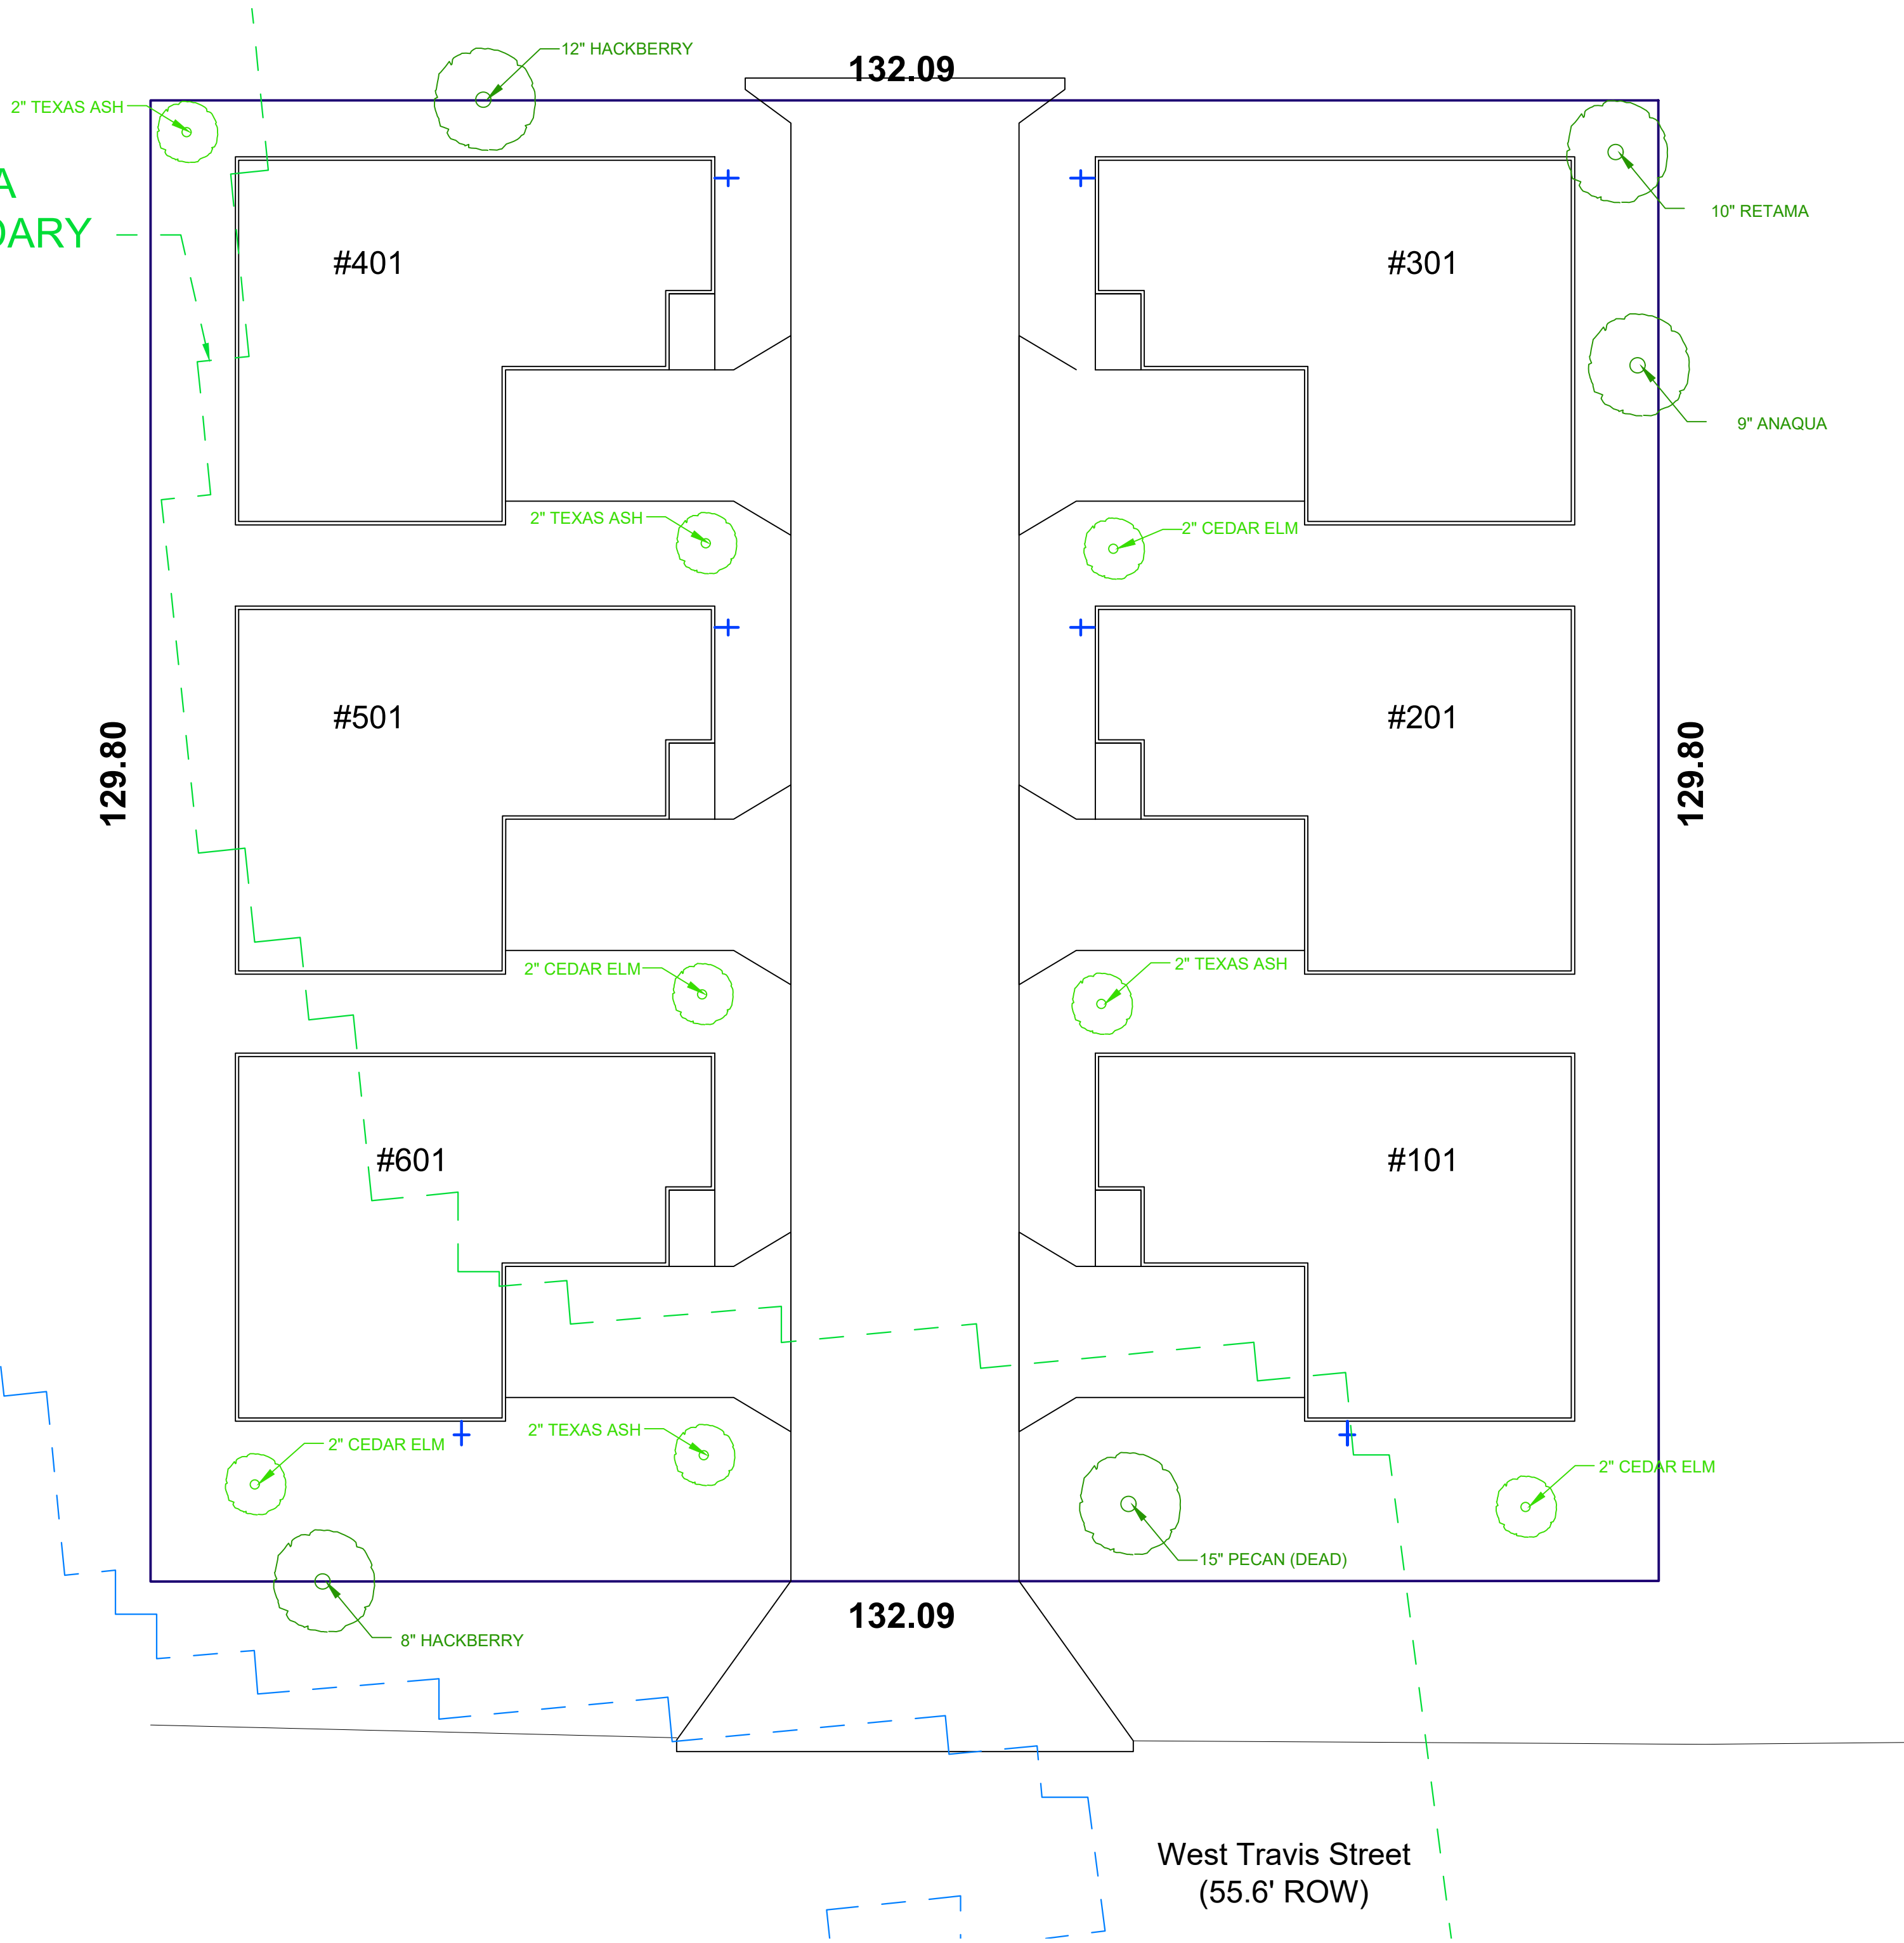 12" HACKBERRY
132.09
2" TEXAS ASH
A
#401
#301
10" RETAMA
9" ANAQUA
2" TEXAS ASH
2" CEDAR ELM
#501
#201
129.80
129.80
2" CEDAR ELM
2" TEXAS ASH
#601
#101
2" CEDAR ELM
2" TEXAS ASH
2" CEDAR ELM
15" PECAN (DEAD)
132.09
8" HACKBERRY
West Travis Street
(55.6' ROW)